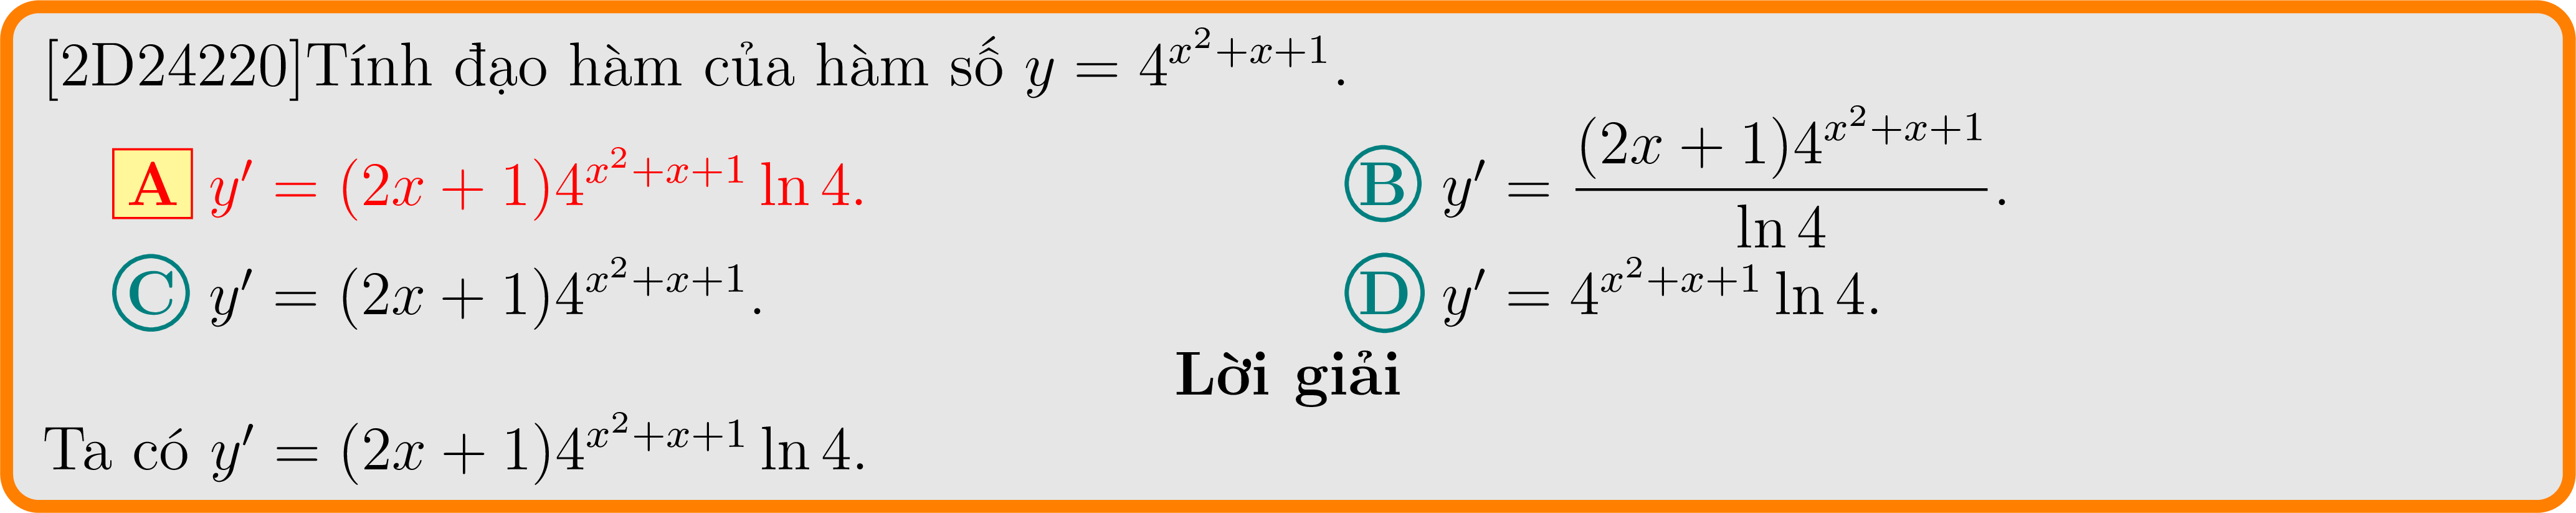 [2D24220]Tính đạo hàm của hàm số $y = 4^{x^2+x+1}$.
A $y' = (2x + 1)4^{x^2+x+1} \ln 4$. B $y' = \dfrac{(2x + 1)4^{x^2+x+1}}{\ln 4}$.
C $y' = (2x + 1)4^{x^2+x+1}$. D $y' = 4^{x^2+x+1} \ln 4$.
Lời giải
Ta có $y' = (2x + 1)4^{x^2+x+1} \ln 4$.